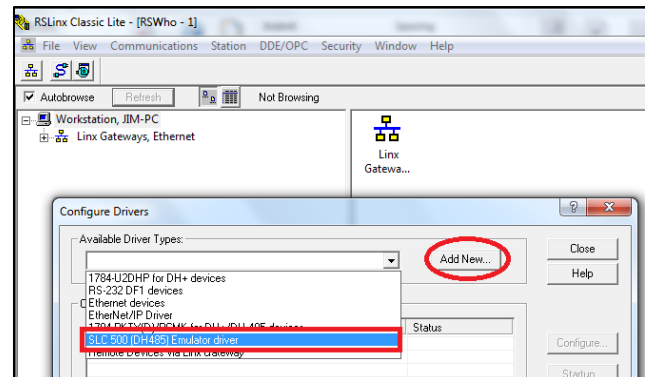 RSLinx Classic Lite - [RSWho - 1]
File View Communications Station DDE/OPC Security Window Help
Autobrowse Refresh Not Browsing
Workstation, JIM-PC
Linx Gateways, Ethernet
Linx
Gatewa...
Configure Drivers
Available Driver Types:
Add New...
Close
Help
1784-U2DHP for DH+ devices
RS-232 DF1 devices
Ethernet devices
EtherNet/IP Driver
SLC 500 (DH485) Emulator driver
Remote Devices via Linx Gateway
Status
Configure...
Startup